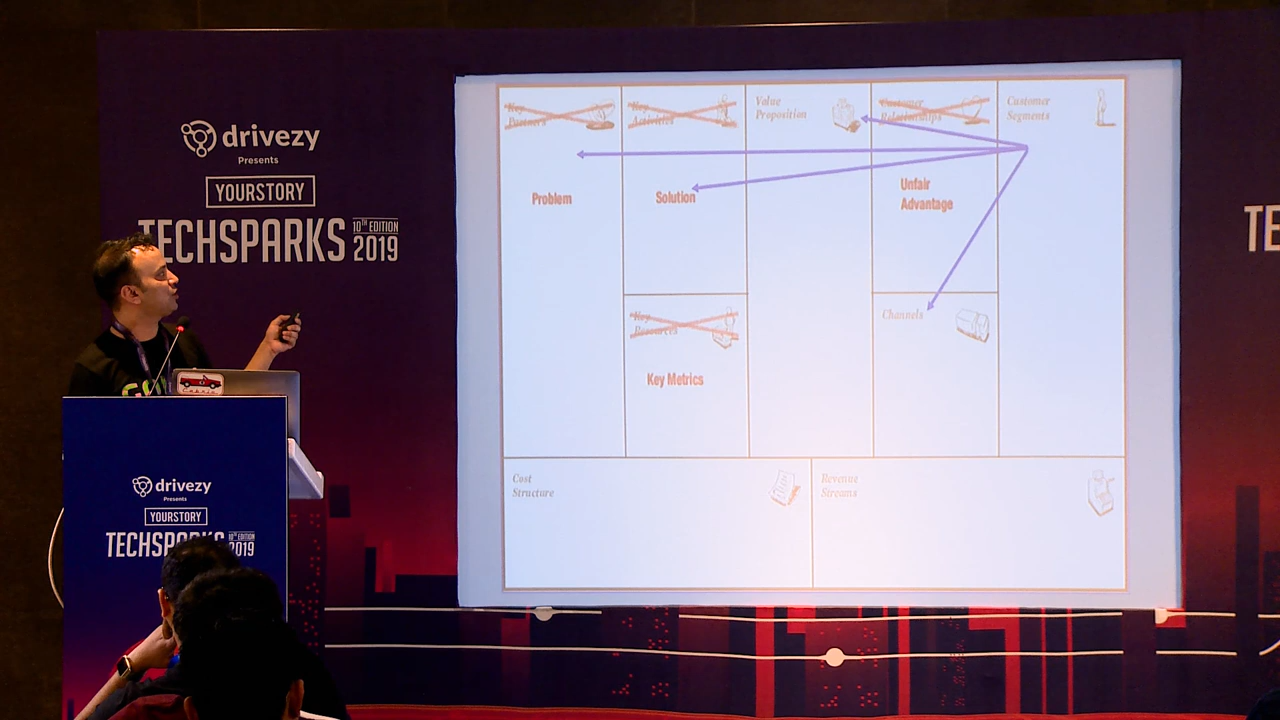 drivezy
Presents
YOURSTORY
TECHSPARKS 10TH EDITION 2019
Key
Partners
Key
Activities
Value
Proposition
Customer
Relationships
Customer
Segments
Problem
Solution
Unfair
Advantage
Key
Resources
Channels
Key Metrics
Cost
Structure
Revenue
Streams
TE
drivezy
Presents
YOURSTORY
TECHSPARKS 10TH EDITION 2019